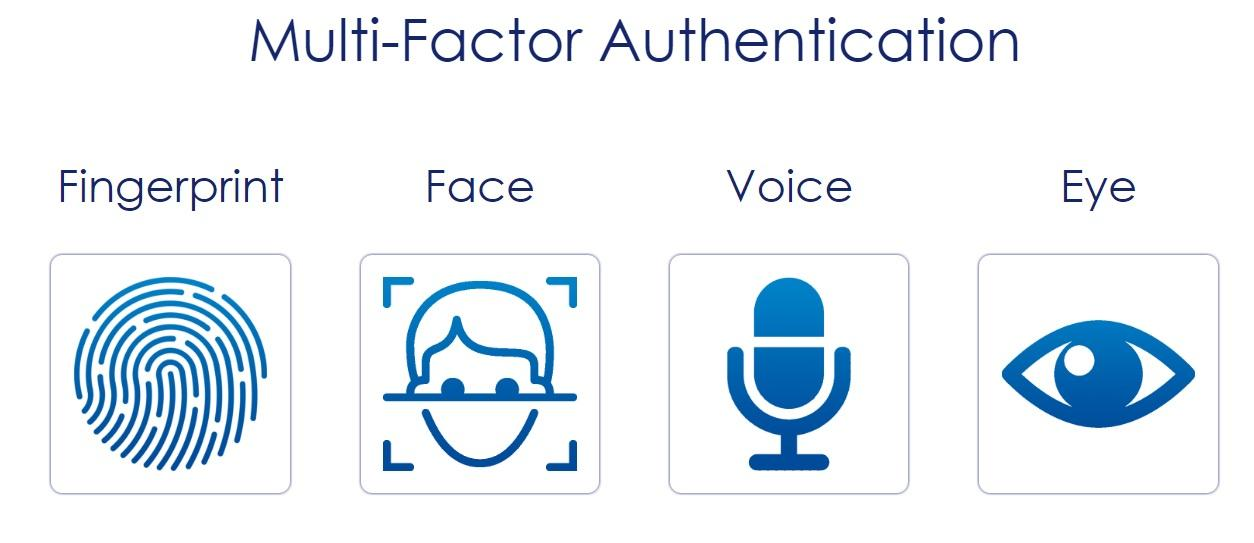 Multi-Factor Authentication
Fingerprint Face Voice Eye